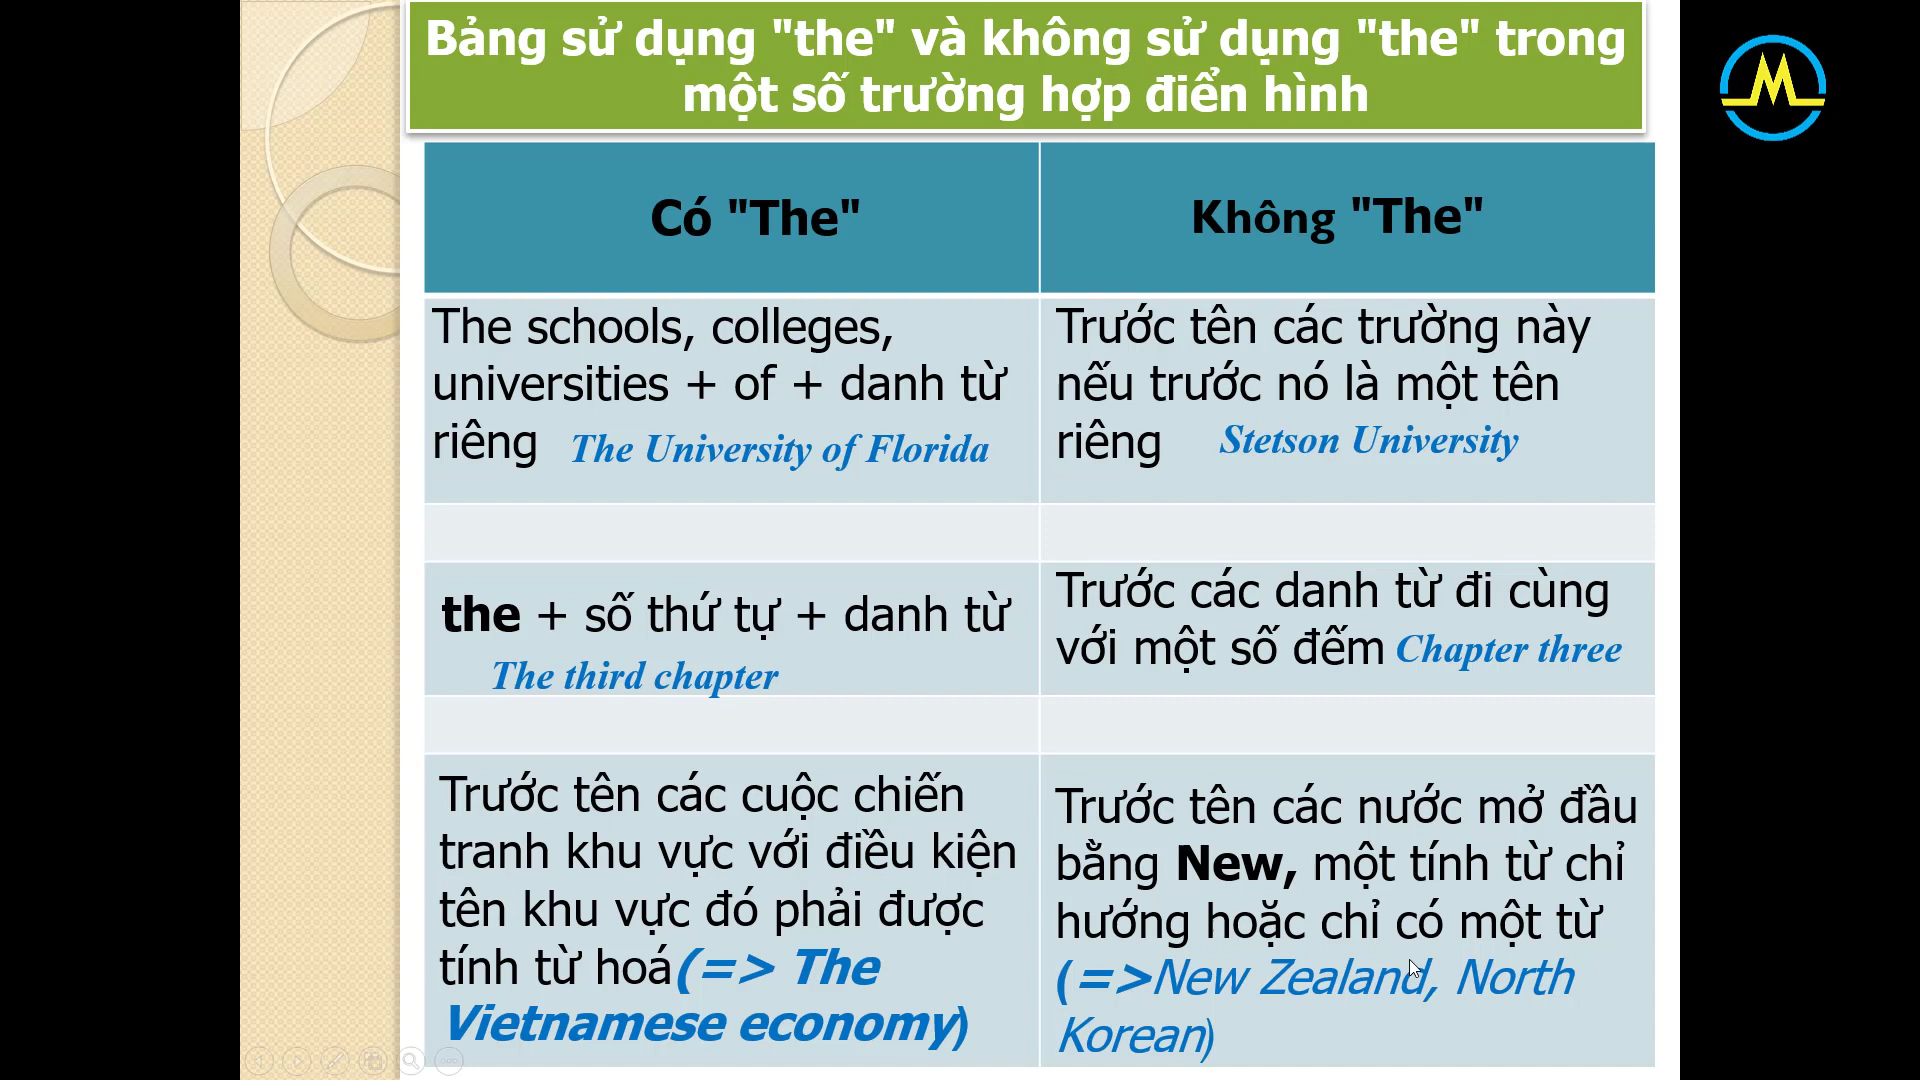 Bảng sử dụng "the" và không sử dụng "the" trong
một số trường hợp điển hình
Có "The"
Không "The"
The schools, colleges,
universities + of + danh từ
riêng The University of Florida
Trước tên các trường này
nếu trước nó là một tên
riêng Stetson University
the + số thứ tự + danh từ
The third chapter
Trước các danh từ đi cùng
với một số đếm Chapter three
Trước tên các cuộc chiến
tranh khu vực với điều kiện
tên khu vực đó phải được
tính từ hoá(=> The
Vietnamese economy)
Trước tên các nước mở đầu
bằng New, một tính từ chỉ
hướng hoặc chỉ có một từ
(=>New Zealand, North
Korean)